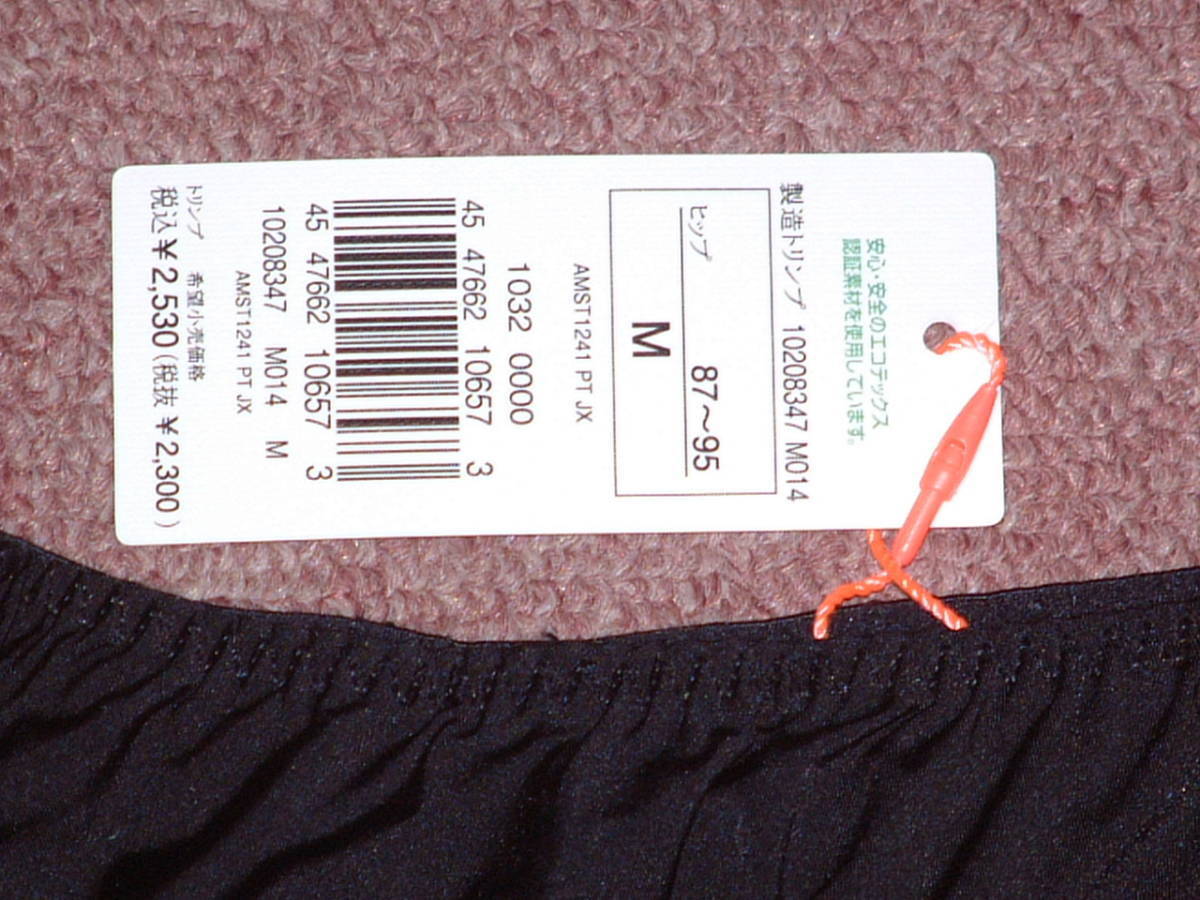 安心・安全のエコテックス
認証素材を使用しています。
製造トリンプ 10208347 M014
ヒップ 87～95
M
AMST1241 PT JX
1032 0000
45 47662 10657 3
45 47662 10657 3
10208347 M014 M
AMST1241 PT JX
トリンプ 希望小売価格
税込¥2,530(税抜¥2,300)